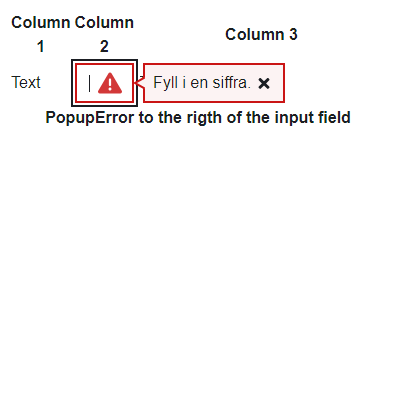 Column 1
Column 2
Column 3
Text
Fyll i en siffra.
PopupError to the rigth of the input field